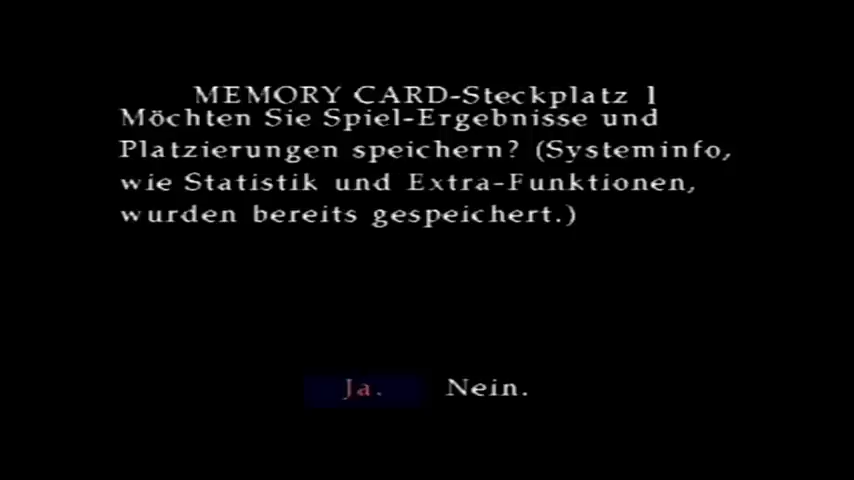 MEMORY CARD-Steckplatz 1
Möchten Sie Spiel-Ergebnisse und
Platzierungen speichern? (Systeminfo,
wie Statistik und Extra-Funktionen,
wurden bereits gespeichert.)
Ja. Nein.